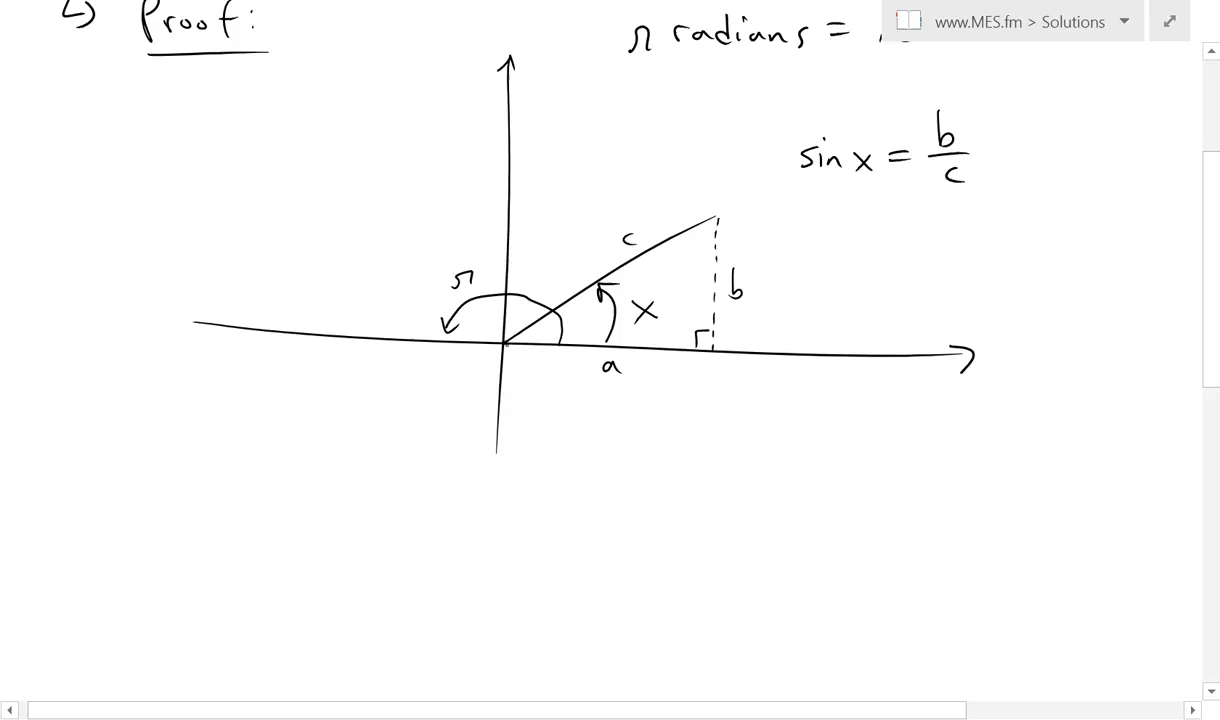 Proof:
π radians =
www.MES.fm > Solutions
sin x = b/c
c
π
x
b
a